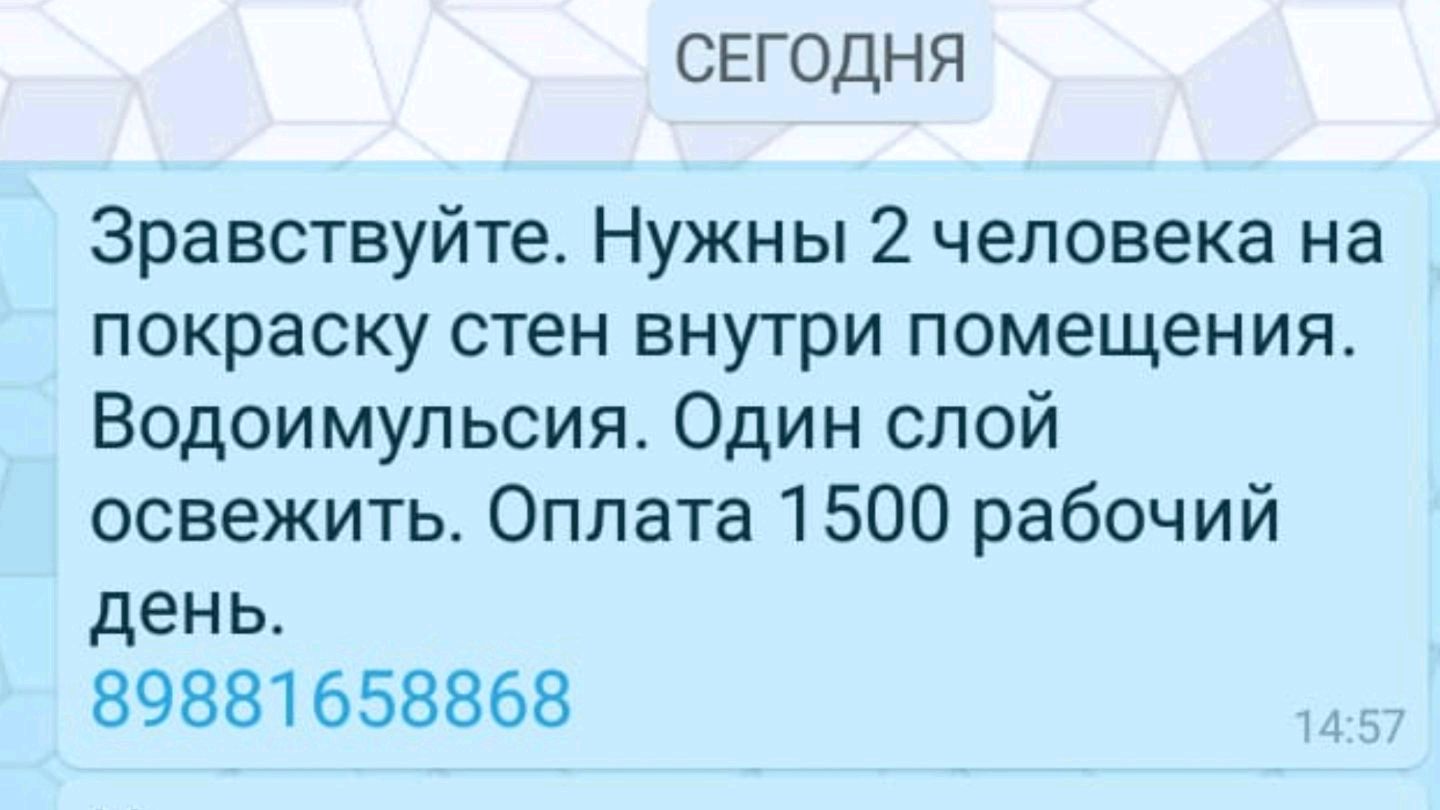 СЕГОДНЯ
Зравствуйте. Нужны 2 человека на
покраску стен внутри помещения.
Водоимульсия. Один слой
освежить. Оплата 1500 рабочий
день.
89881658868
14:57